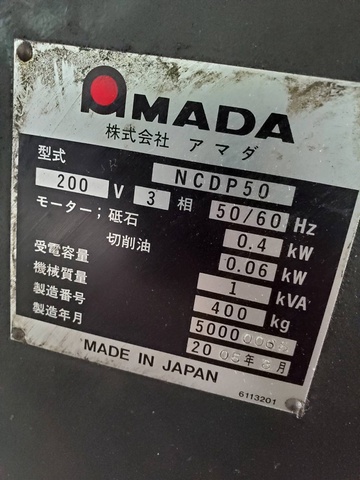 AMADA
株式会社 アマダ
型式 NCDP50
200 V 3 相 50/60 Hz
モーター；砥石 0.4 kW
切削油 0.06 kW
受電容量 1 kVA
機械質量 400 kg
製造番号
製造年月 2005年 月
MADE IN JAPAN
6113201